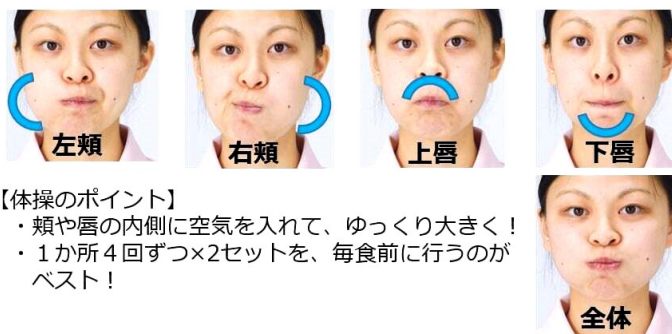 左頬
右頬
上唇
下唇
【体操のポイント】
・頬や唇の内側に空気を入れて、ゆっくり大きく！
・１か所４回ずつ×2セットを、毎食前に行うのが
ベスト！
全体